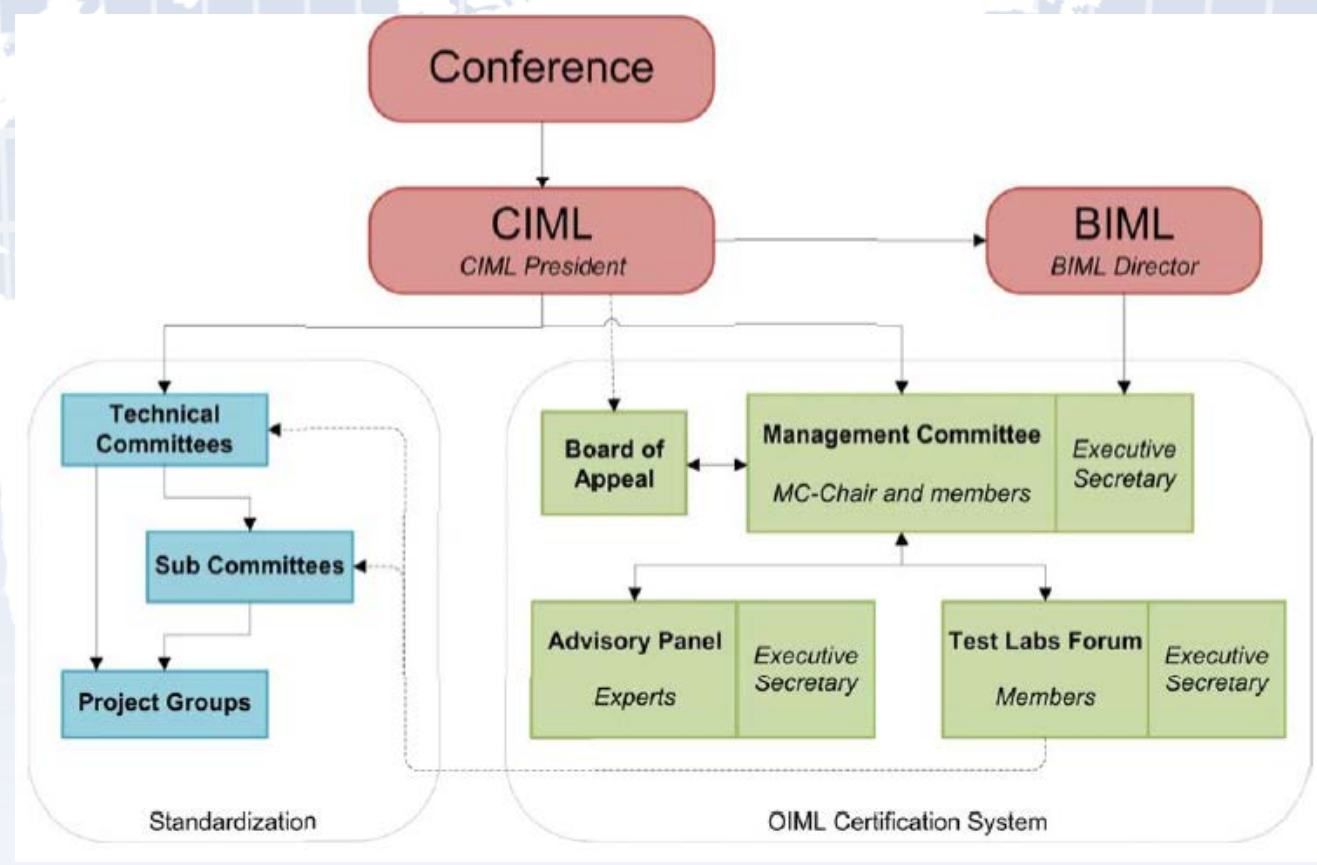 Conference
CIML
CIML President
BIML
BIML Director
Technical
Committees
Sub Committees
Project Groups
Standardization
Board of
Appeal
Management Committee
MC-Chair and members
Executive
Secretary
Advisory Panel
Experts
Executive
Secretary
Test Labs Forum
Members
Executive
Secretary
OIML Certification System